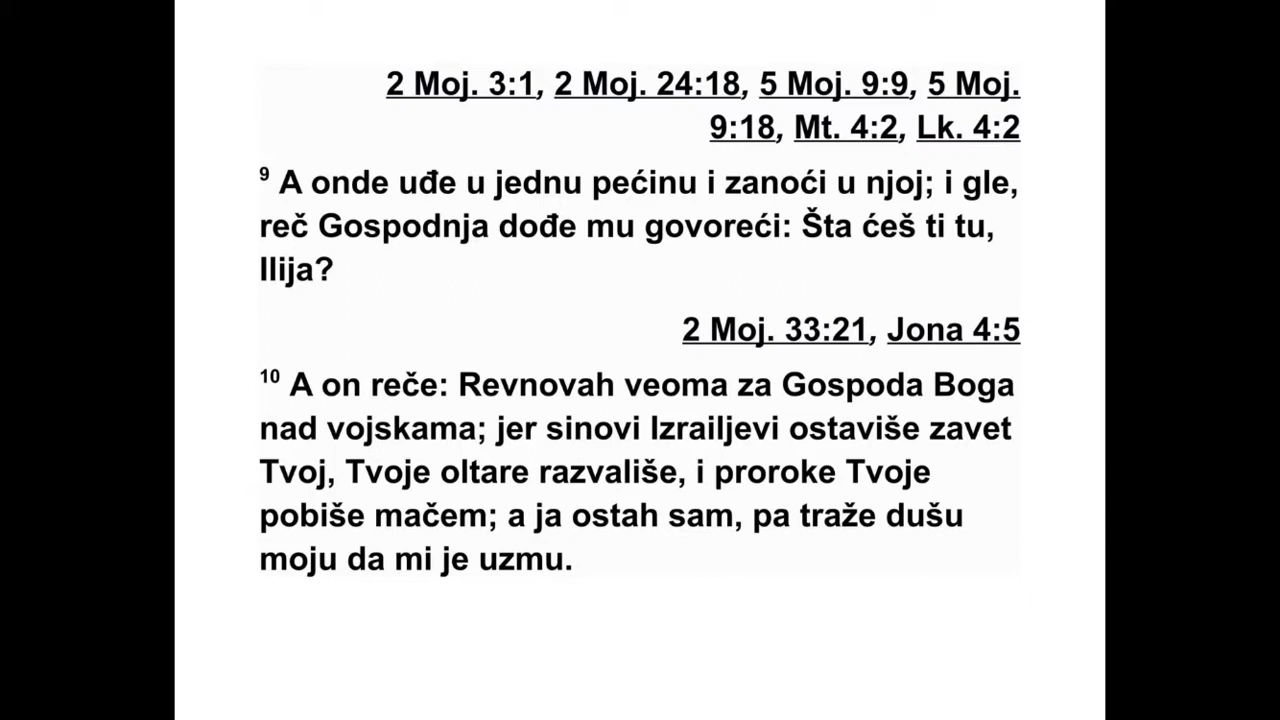 2 Moj. 3:1, 2 Moj. 24:18, 5 Moj. 9:9, 5 Moj.
9:18, Mt. 4:2, Lk. 4:2
9 A onde uđe u jednu pećinu i zanoći u njoj; i gle,
reč Gospodnja dođe mu govoreći: Šta ćeš ti tu,
Ilija?
2 Moj. 33:21, Jona 4:5
10 A on reče: Revnovah veoma za Gospoda Boga
nad vojskama; jer sinovi Izrailjevi ostaviše zavet
Tvoj, Tvoje oltare razvališe, i proroke Tvoje
pobiše mačem; a ja ostah sam, pa traže dušu
moju da mi je uzmu.